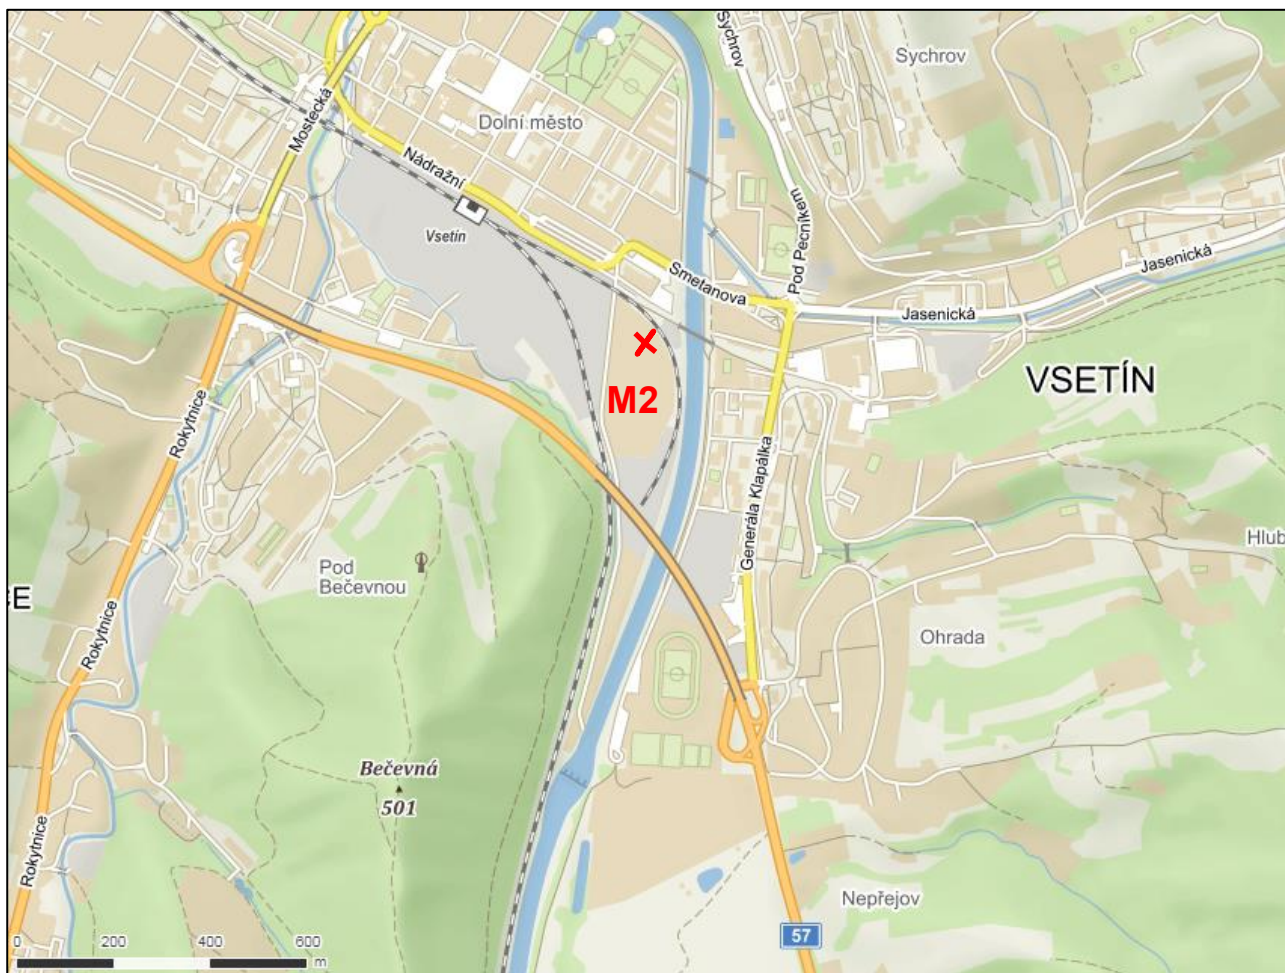 Sychrov
Sychrov
Mostecká
Dolní město
Nádražní
Vsetín
Pod Pecníkem
Jasenická
Smetanova
Jasenická
M2
VSETÍN
Rokytnice
Generála Klapálka
Hlub
Pod
Bečevnou
CE
Rokytnice
Ohrada
Bečevná
501
Rokytnice
Nepřejov
57
0 200 400 600
m